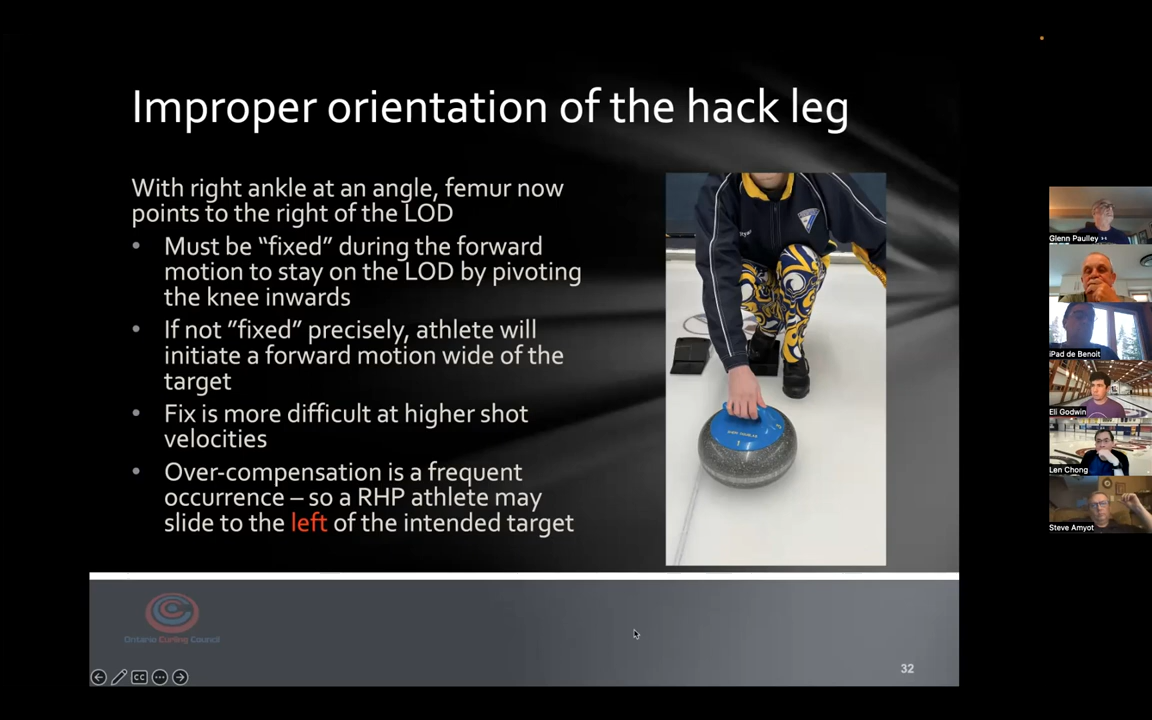 Improper orientation of the hack leg
With right ankle at an angle, femur now
points to the right of the LOD
• Must be “fixed” during the forward
motion to stay on the LOD by pivoting
the knee inwards
• If not ”fixed” precisely, athlete will
initiate a forward motion wide of the
target
• Fix is more difficult at higher shot
velocities
• Over-compensation is a frequent
occurrence – so a RHP athlete may
slide to the left of the intended target
Ontario Curling Council
32
CC
Glenn Paulley
iPad de Benoit
Eli Godwin
Len Chong
Steve Amyot